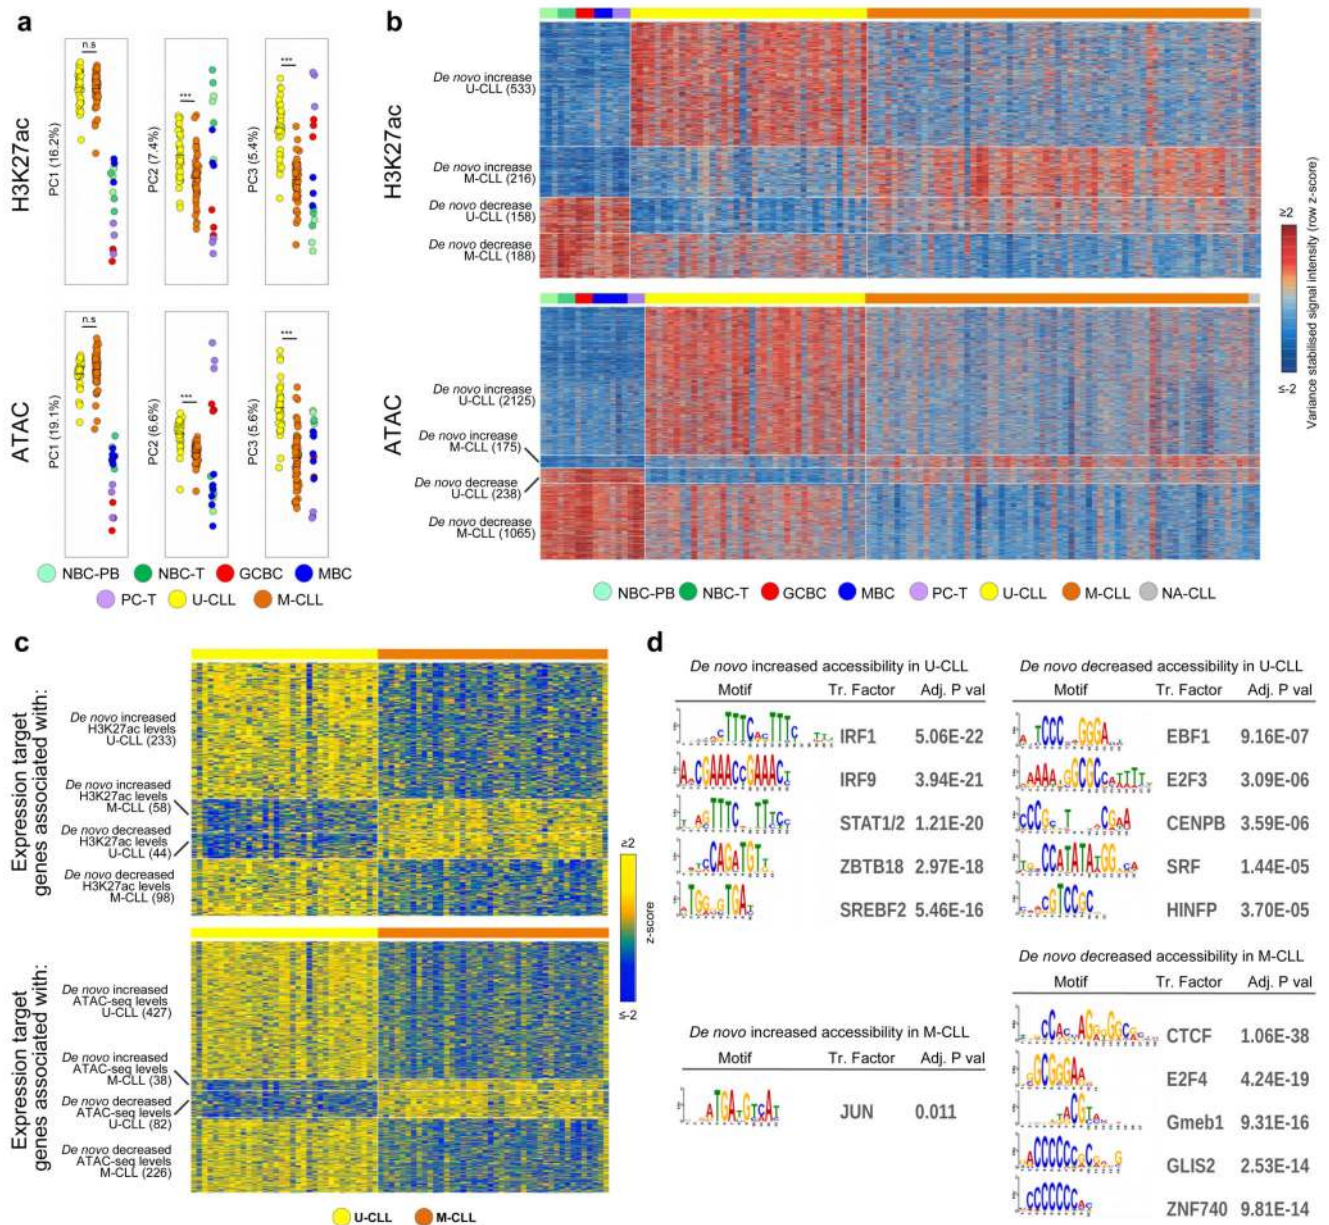 a
H3K27ac
PC1 (16.2%)
n.s
PC2 (7.4%)
***
PC3 (5.4%)
***
ATAC
PC1 (19.1%)
n.s
PC2 (6.6%)
***
PC3 (5.6%)
***
NBC-PB NBC-T GCBC MBC
PC-T U-CLL M-CLL
b
H3K27ac
De novo increase
U-CLL (533)
De novo increase
M-CLL (216)
De novo decrease
U-CLL (158)
De novo decrease
M-CLL (188)
ATAC
De novo increase
U-CLL (2125)
De novo increase
M-CLL (175)
De novo decrease
U-CLL (238)
De novo decrease
M-CLL (1065)
≥2
≤-2
Variance stabilised signal intensity (row z-score)
NBC-PB NBC-T GCBC MBC PC-T U-CLL M-CLL NA-CLL
c
Expression target
genes associated with:
De novo increased
H3K27ac levels
U-CLL (233)
De novo increased
H3K27ac levels
M-CLL (58)
De novo decreased
H3K27ac levels
U-CLL (44)
De novo decreased
H3K27ac levels
M-CLL (98)
Expression target
genes associated with:
De novo increased
ATAC-seq levels
U-CLL (427)
De novo increased
ATAC-seq levels
M-CLL (38)
De novo decreased
ATAC-seq levels
U-CLL (82)
De novo decreased
ATAC-seq levels
M-CLL (226)
≥2
z-score
≤-2
U-CLL M-CLL
d
De novo increased accessibility in U-CLL
Motif Tr. Factor Adj. P val
IRF1 5.06E-22
IRF9 3.94E-21
STAT1/2 1.21E-20
ZBTB18 2.97E-18
SREBF2 5.46E-16
De novo decreased accessibility in U-CLL
Motif Tr. Factor Adj. P val
EBF1 9.16E-07
E2F3 3.09E-06
CENPB 3.59E-06
SRF 1.44E-05
HINFP 3.70E-05
De novo increased accessibility in M-CLL
Motif Tr. Factor Adj. P val
JUN 0.011
De novo decreased accessibility in M-CLL
Motif Tr. Factor Adj. P val
CTCF 1.06E-38
E2F4 4.24E-19
Gmeb1 9.31E-16
GLIS2 2.53E-14
ZNF740 9.81E-14